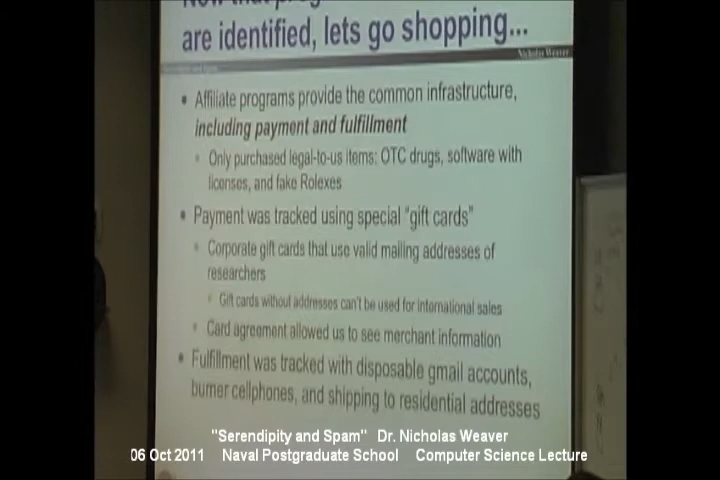 Now that prog
are identified, lets go shopping...
Nicholas Weaver
• Affiliate programs provide the common infrastructure,
including payment and fulfillment
• Only purchased legal-to-us items: OTC drugs, software with
licenses, and fake Rolexes
• Payment was tracked using special "gift cards"
• Corporate gift cards that use valid mailing addresses of
researchers
• Gift cards without addresses can't be used for international sales
• Card agreement allowed us to see merchant information
• Fulfillment was tracked with disposable gmail accounts,
burner cellphones, and shipping to residential addresses
"Serendipity and Spam" Dr. Nicholas Weaver
06 Oct 2011 Naval Postgraduate School Computer Science Lecture